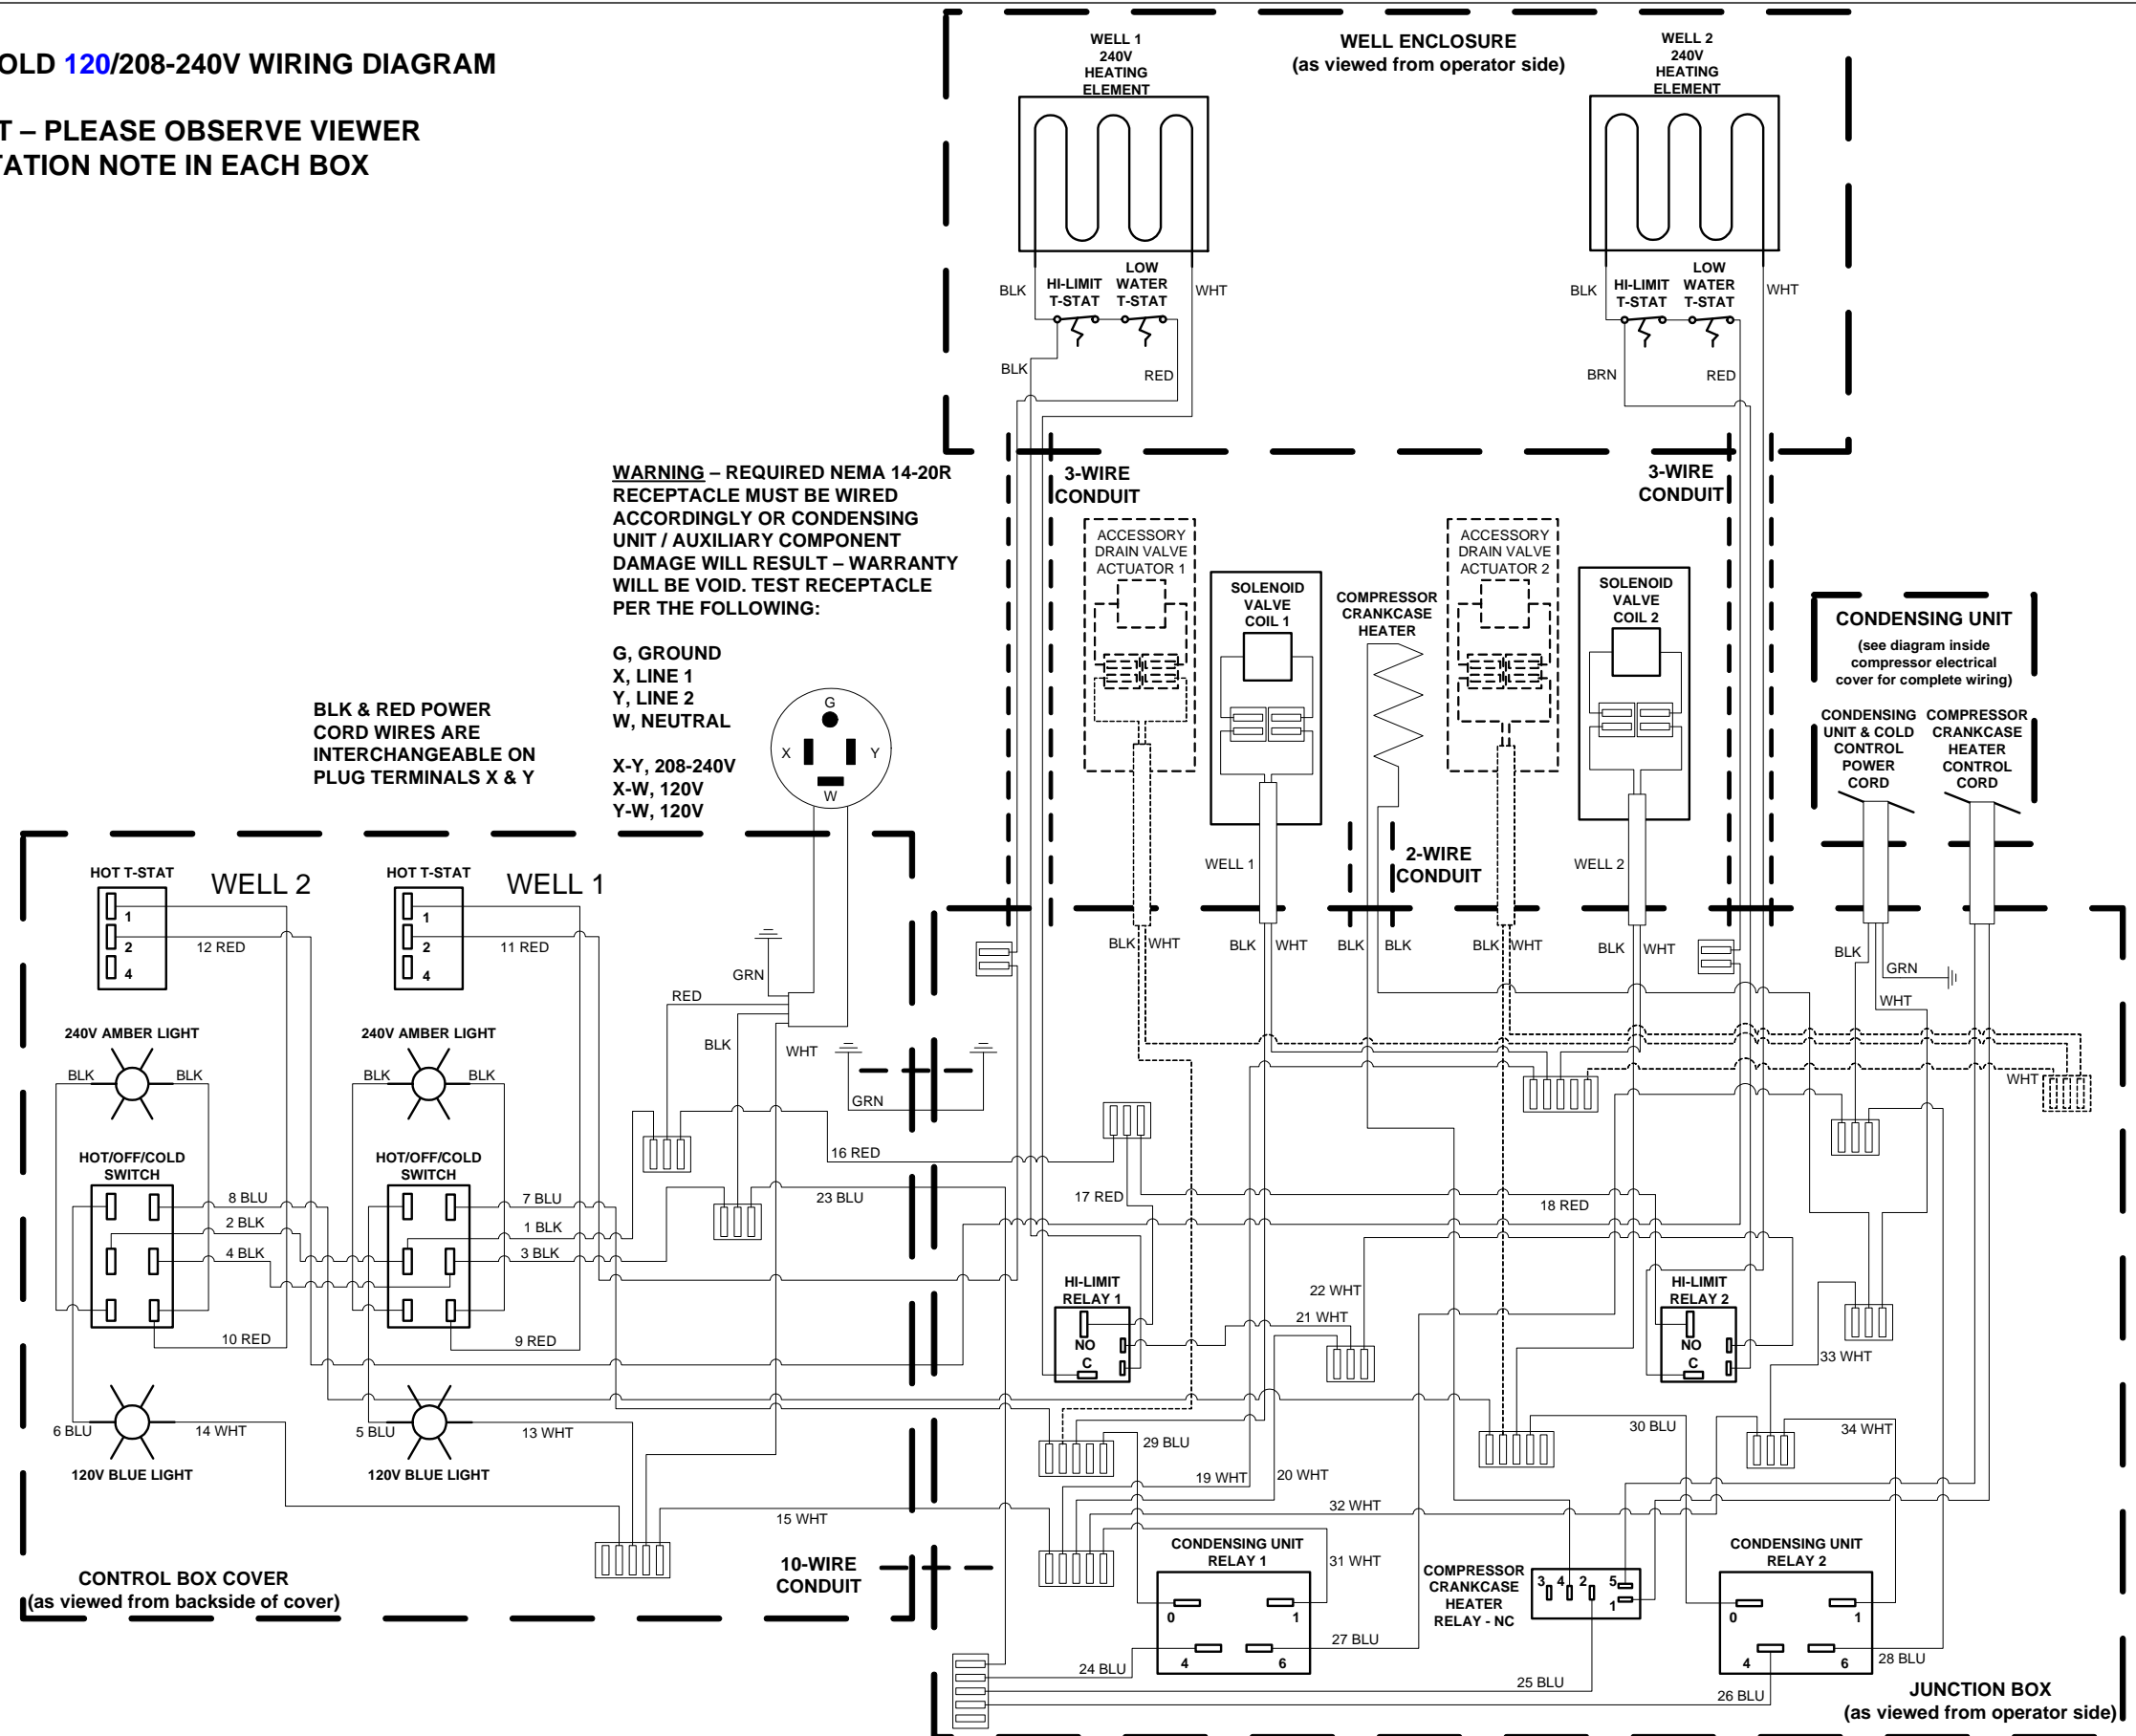 OLD 120/208-240V WIRING DIAGRAM
T – PLEASE OBSERVE VIEWER
TATION NOTE IN EACH BOX
WELL ENCLOSURE
(as viewed from operator side)
WELL 1
240V
HEATING
ELEMENT
WELL 2
240V
HEATING
ELEMENT
BLK
HI-LIMIT
T-STAT
LOW
WATER
T-STAT
WHT
BLK
RED
BLK
HI-LIMIT
T-STAT
LOW
WATER
T-STAT
WHT
BRN
RED
WARNING – REQUIRED NEMA 14-20R
RECEPTACLE MUST BE WIRED
ACCORDINGLY OR CONDENSING
UNIT / AUXILIARY COMPONENT
DAMAGE WILL RESULT – WARRANTY
WILL BE VOID. TEST RECEPTACLE
PER THE FOLLOWING:
G, GROUND
X, LINE 1
Y, LINE 2
W, NEUTRAL
X-Y, 208-240V
X-W, 120V
Y-W, 120V
G
X
Y
W
BLK & RED POWER
CORD WIRES ARE
INTERCHANGEABLE ON
PLUG TERMINALS X & Y
3-WIRE
CONDUIT
3-WIRE
CONDUIT
ACCESSORY
DRAIN VALVE
ACTUATOR 1
SOLENOID
VALVE
COIL 1
COMPRESSOR
CRANKCASE
HEATER
ACCESSORY
DRAIN VALVE
ACTUATOR 2
SOLENOID
VALVE
COIL 2
CONDENSING UNIT
(see diagram inside
compressor electrical
cover for complete wiring)
CONDENSING
UNIT & COLD
CONTROL
POWER
CORD
COMPRESSOR
CRANKCASE
HEATER
CONTROL
CORD
WELL 1
2-WIRE
CONDUIT
WELL 2
BLK
WHT
BLK
WHT
BLK
BLK
BLK
WHT
BLK
WHT
BLK
GRN
WHT
WHT
HOT T-STAT
WELL 2
1
2
4
12 RED
HOT T-STAT
WELL 1
1
2
4
11 RED
GRN
RED
BLK
WHT
GRN
240V AMBER LIGHT
BLK
BLK
240V AMBER LIGHT
BLK
BLK
HOT/OFF/COLD
SWITCH
8 BLU
2 BLK
4 BLK
10 RED
HOT/OFF/COLD
SWITCH
7 BLU
1 BLK
3 BLK
9 RED
16 RED
23 BLU
6 BLU
14 WHT
120V BLUE LIGHT
5 BLU
13 WHT
120V BLUE LIGHT
15 WHT
CONTROL BOX COVER
(as viewed from backside of cover)
10-WIRE
CONDUIT
17 RED
18 RED
HI-LIMIT
RELAY 1
NO
C
22 WHT
21 WHT
HI-LIMIT
RELAY 2
NO
C
33 WHT
29 BLU
19 WHT
20 WHT
30 BLU
34 WHT
32 WHT
31 WHT
CONDENSING UNIT
RELAY 1
0
1
4
6
COMPRESSOR
CRANKCASE
HEATER
RELAY - NC
3
4
2
5
1
CONDENSING UNIT
RELAY 2
0
1
4
6
24 BLU
27 BLU
25 BLU
26 BLU
28 BLU
JUNCTION BOX
(as viewed from operator side)